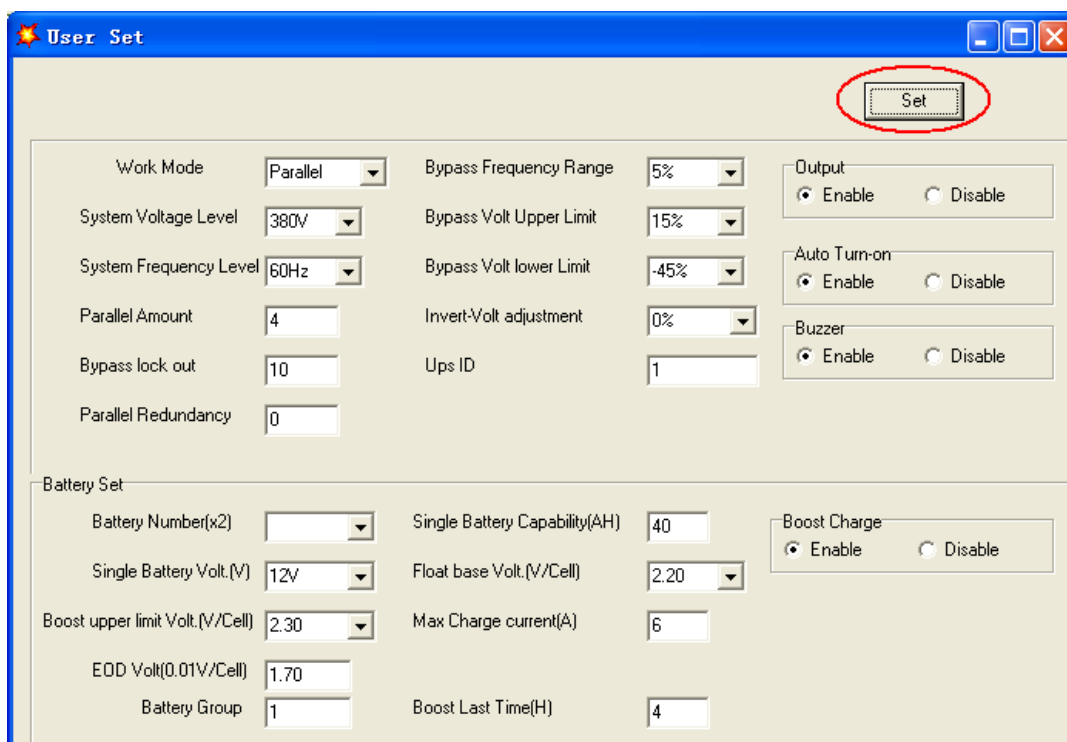 User Set
Set
Work Mode Parallel Bypass Frequency Range 5% Output
Enable Disable
System Voltage Level 380V Bypass Volt Upper Limit 15%
System Frequency Level 60Hz Bypass Volt lower Limit -45% Auto Turn-on
Enable Disable
Parallel Amount 4 Invert-Volt adjustment 0% Buzzer
Enable Disable
Bypass lock out 10 Ups ID 1
Parallel Redundancy 0
Battery Set
Battery Number(x2) Single Battery Capability(AH) 40 Boost Charge
Enable Disable
Single Battery Volt.(V) 12V Float base Volt.(V/Cell) 2.20
Boost upper limit Volt.(V/Cell) 2.30 Max Charge current(A) 6
EOD Volt(0.01V/Cell) 1.70
Battery Group 1 Boost Last Time(H) 4